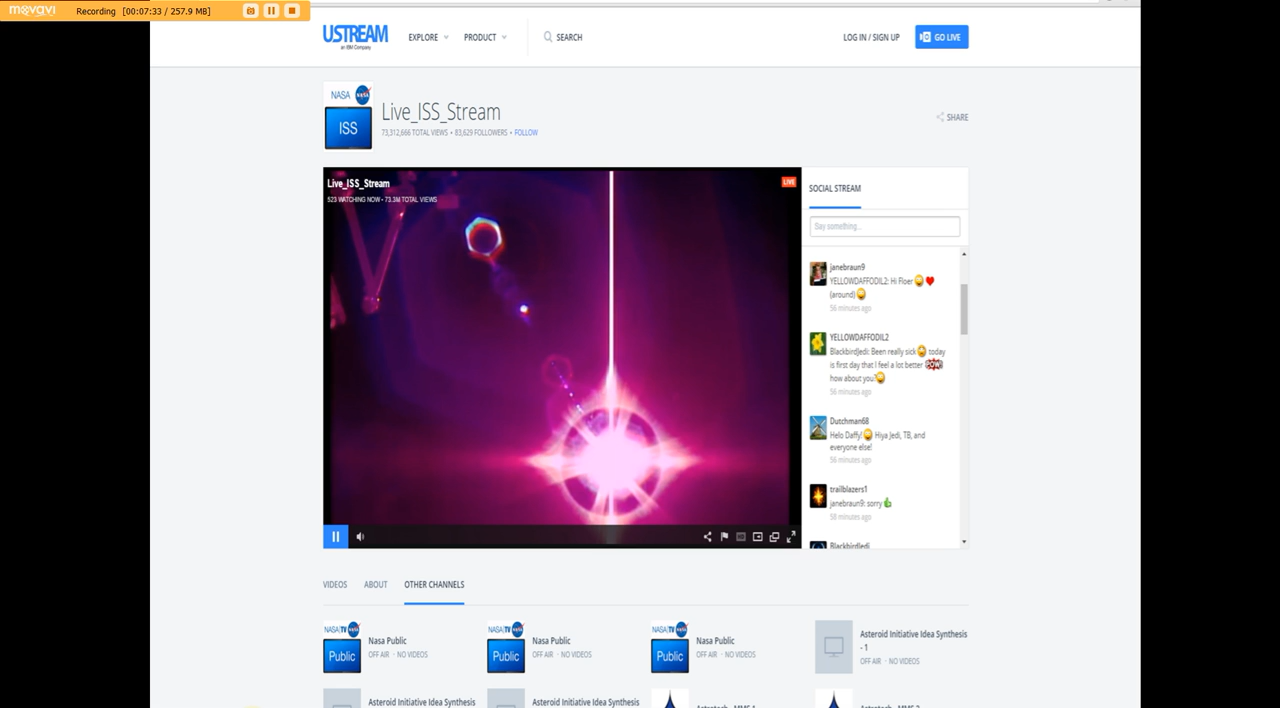 movavi Recording [00:07:33 / 257.9 MB]
USTREAM
an IBM Company
EXPLORE PRODUCT SEARCH LOG IN / SIGN UP GO LIVE
NASA
ISS
Live_ISS_Stream
73,312,666 TOTAL VIEWS • 83,629 FOLLOWERS • FOLLOW
SHARE
Live_ISS_Stream
523 WATCHING NOW • 73.3M TOTAL VIEWS
LIVE
SOCIAL STREAM
Say something...
janebraun9
YELLOWDAFFODIL2: Hi Floer
(around)
56 minutes ago
YELLOWDAFFODIL2
BlackbirdJedi: Been really sick today
is first day that I feel a lot better
how about you
56 minutes ago
Dutchman68
Helo Daffy! Hiya Jedi, TB, and
everyone else!
56 minutes ago
trailblazers1
janebraun9: sorry
58 minutes ago
BlackbirdJedi
VIDEOS ABOUT OTHER CHANNELS
NASA TV
Public
Nasa Public
OFF AIR · NO VIDEOS
NASA TV
Public
Nasa Public
OFF AIR · NO VIDEOS
NASA TV
Public
Nasa Public
OFF AIR · NO VIDEOS
Asteroid Initiative Idea Synthesis
- 1
OFF AIR · NO VIDEOS
Asteroid Initiative Idea Synthesis
Asteroid Initiative Idea Synthesis